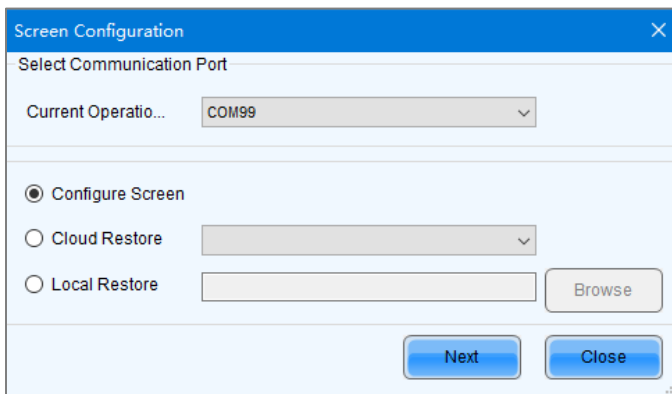 Screen Configuration
Select Communication Port
Current Operatio... COM99
Configure Screen
Cloud Restore
Local Restore Browse
Next Close